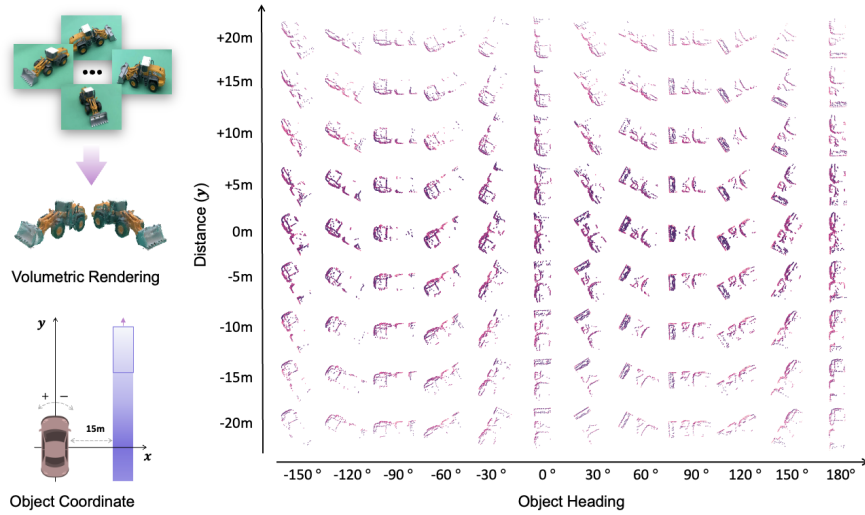 •••
Volumetric Rendering
y
+ −
15m
x
Object Coordinate
Distance (y)
+20m
+15m
+10m
+5m
0m
-5m
-10m
-15m
-20m
-150 ° -120 ° -90 ° -60 ° -30 ° 0 ° 30 ° 60 ° 90 ° 120 ° 150 ° 180°
Object Heading